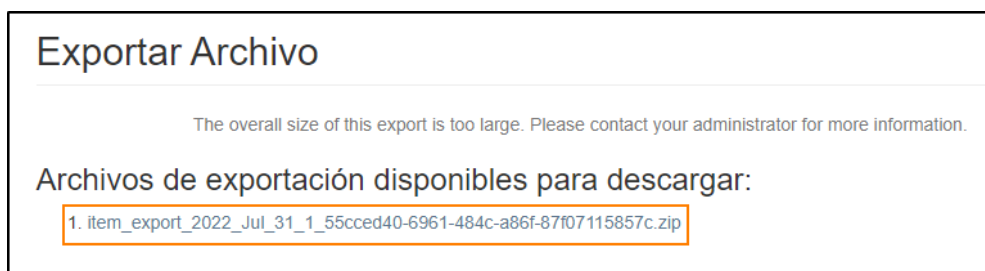 Exportar Archivo
The overall size of this export is too large. Please contact your administrator for more information.
Archivos de exportación disponibles para descargar:
1. item_export_2022_Jul_31_1_55cced40-6961-484c-a86f-87f07115857c.zip